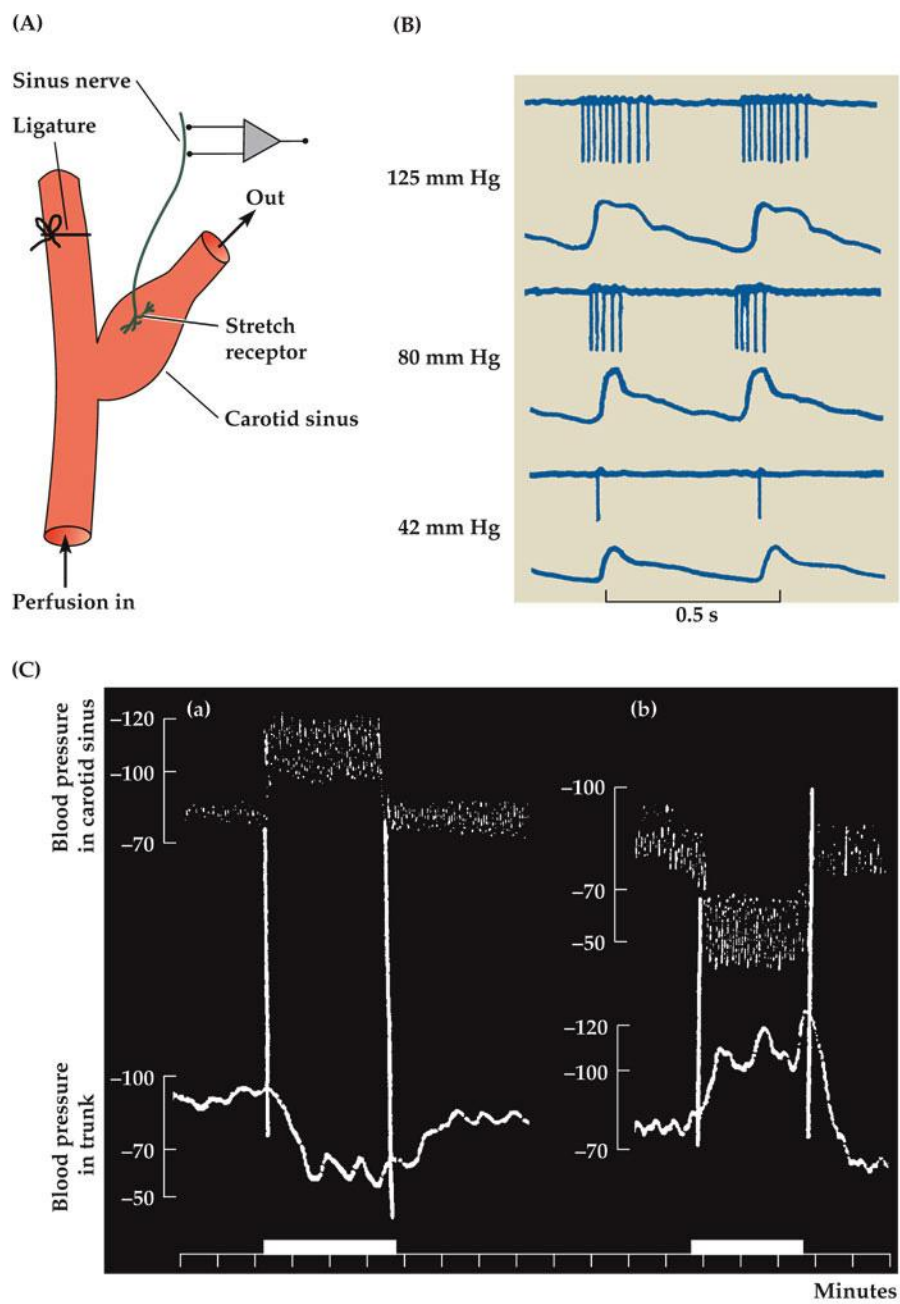 (A)
Sinus nerve
Ligature
Out
Stretch
receptor
Carotid sinus
Perfusion in
(B)
125 mm Hg
80 mm Hg
42 mm Hg
0.5 s
(C)
Blood pressure
in carotid sinus
(a)
–120
–100
–70
(b)
–100
–70
–50
Blood pressure
in trunk
–100
–70
–50
–120
–100
–70
Minutes